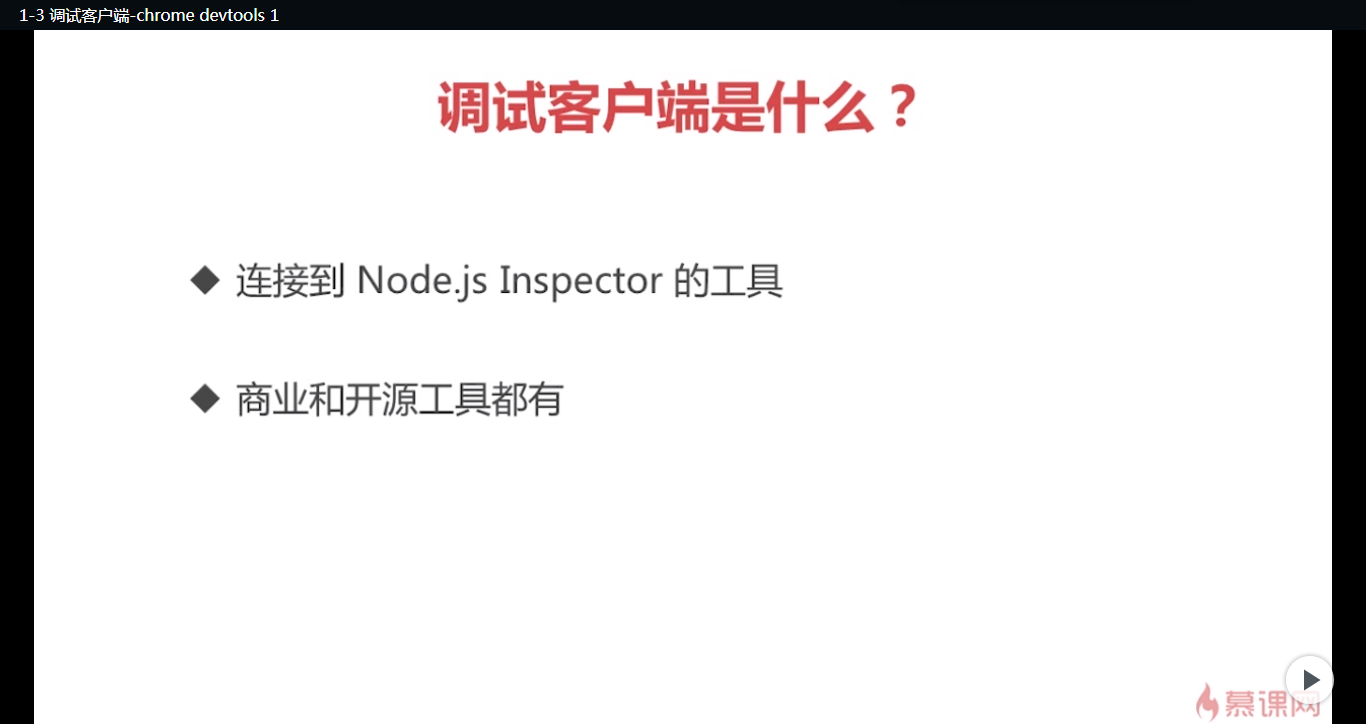 1-3 调试客户端-chrome devtools 1
调试客户端是什么？
◆ 连接到 Node.js Inspector 的工具
◆ 商业和开源工具都有
慕课网